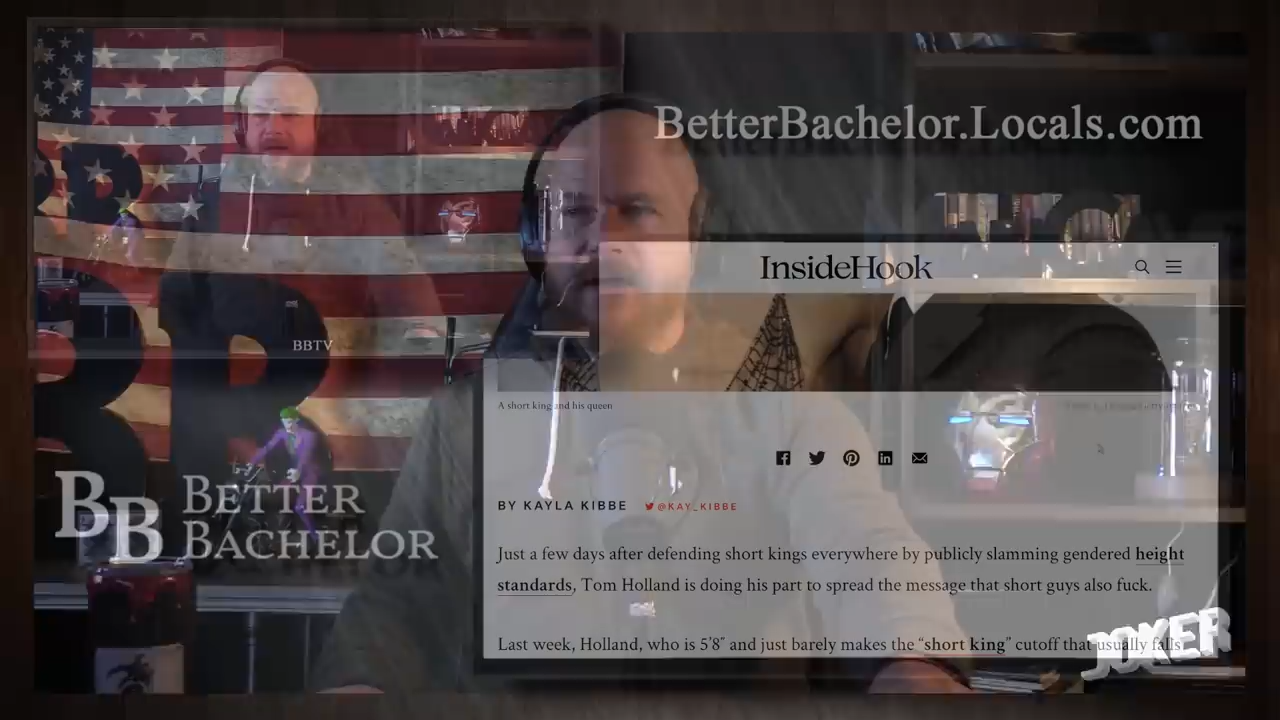 BetterBachelor.Locals.com
InsideHook
BBTV
A short king and his queen
BY KAYLA KIBBE @KAY_KIBBE
BB BETTER
BACHELOR
Just a few days after defending short kings everywhere by publicly slamming gendered height
standards, Tom Holland is doing his part to spread the message that short guys also fuck.
Last week, Holland, who is 5'8″ and just barely makes the “short king” cutoff that usually falls
JOKER